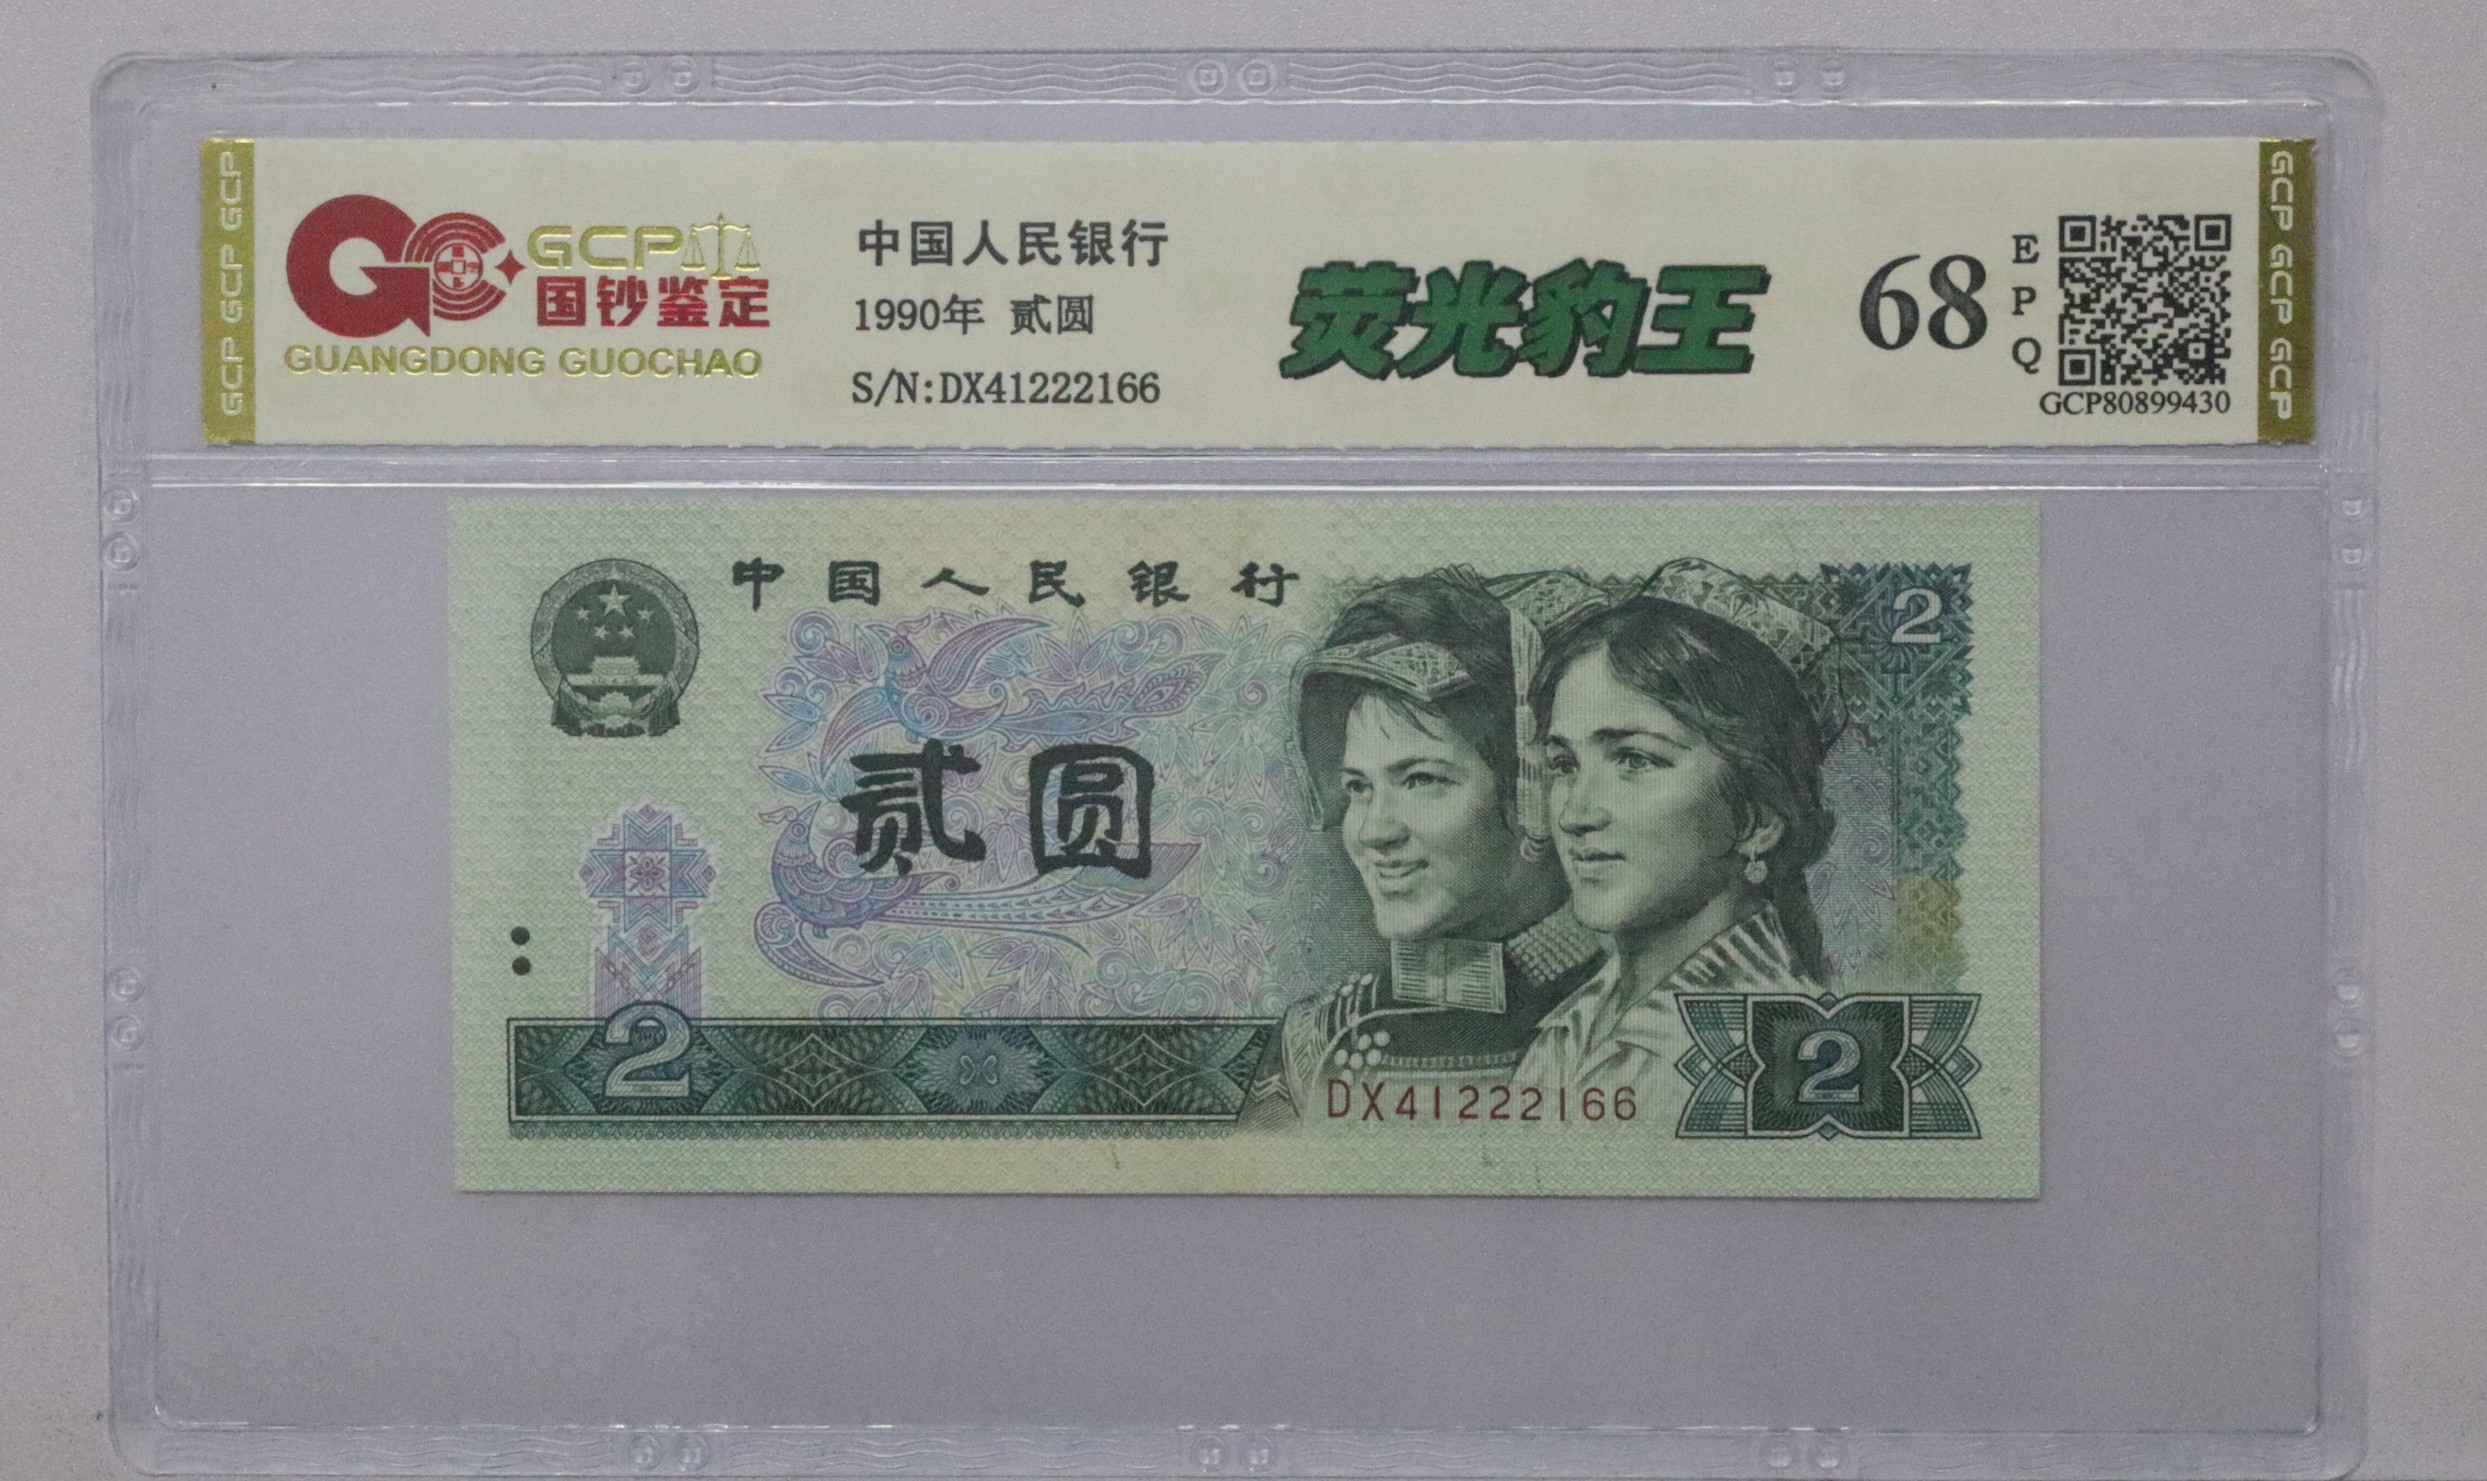 GCP GCP GCP
GCP
国钞鉴定
GUANGDONG GUOCHAO
中国人民银行
1990年 贰圆
S/N:DX41222166
荧光豹王
68
EPQ
GCP80899430
GCP GCP GCP
中国人民银行
2
贰圆
2
DX41222166
2